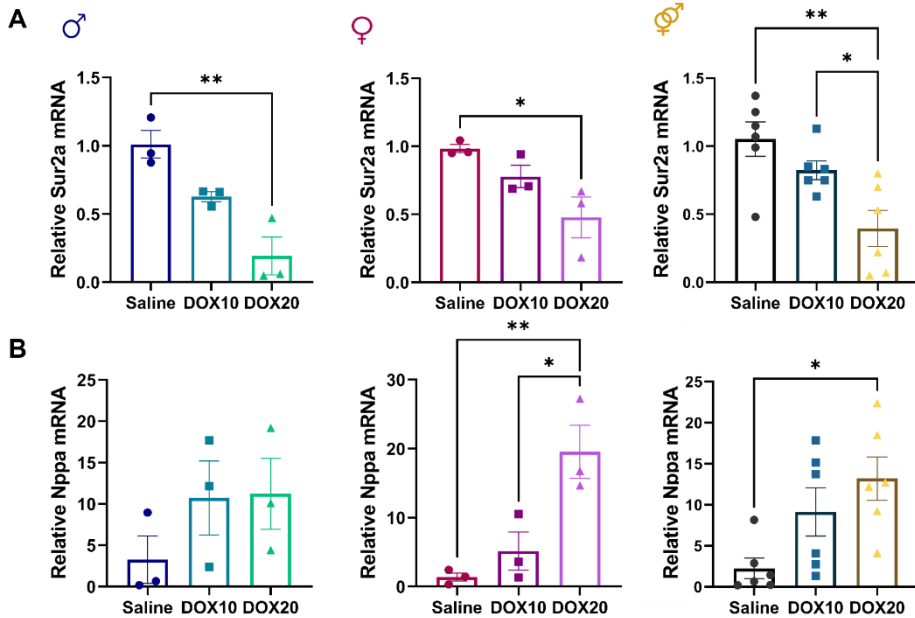 A
♂
♀
⚤
Relative Sur2a mRNA
1.5
1.0
0.5
0.0
**
Saline DOX10 DOX20
Relative Sur2a mRNA
1.5
1.0
0.5
0.0
*
Saline DOX10 DOX20
Relative Sur2a mRNA
1.5
1.0
0.5
0.0
**
*
Saline DOX10 DOX20
B
Relative Nppa mRNA
25
20
15
10
5
0
Saline DOX10 DOX20
Relative Nppa mRNA
30
20
10
0
**
*
Saline DOX10 DOX20
Relative Nppa mRNA
25
20
15
10
5
0
*
Saline DOX10 DOX20